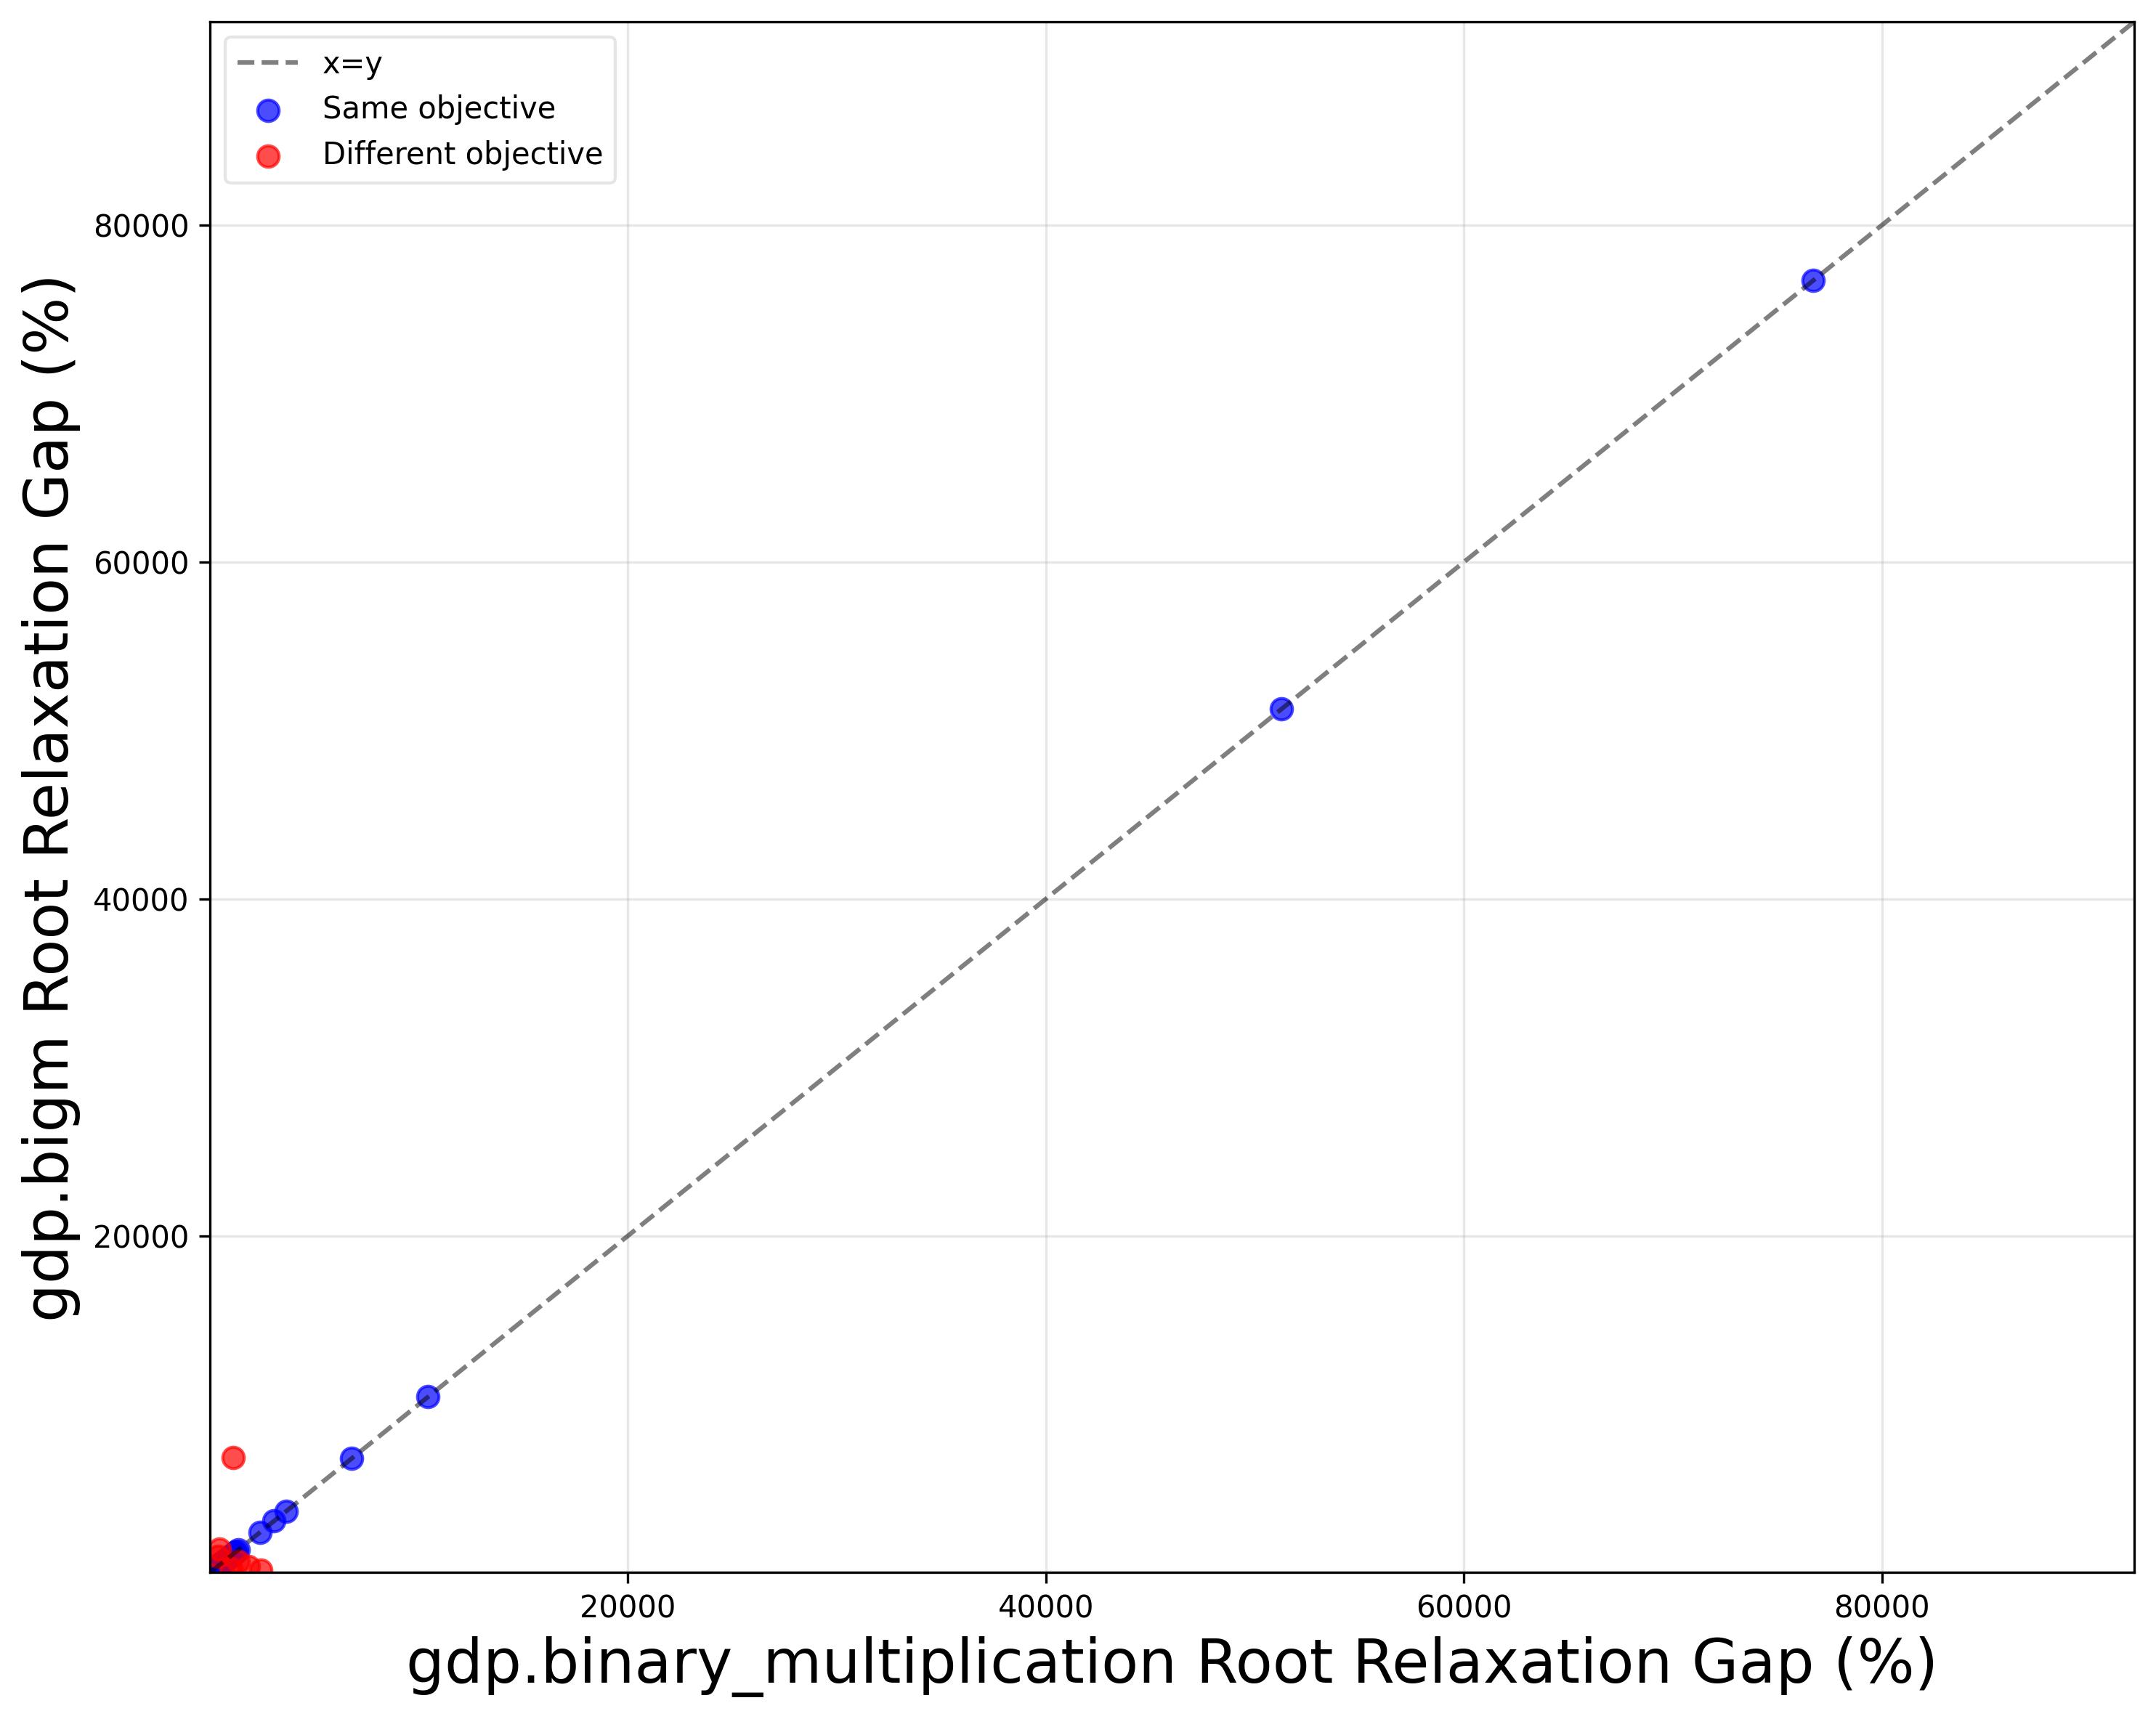 x=y
Same objective
Different objective
80000
60000
40000
20000
gdp.bigm Root Relaxation Gap (%)
20000
40000
60000
80000
gdp.binary_multiplication Root Relaxation Gap (%)